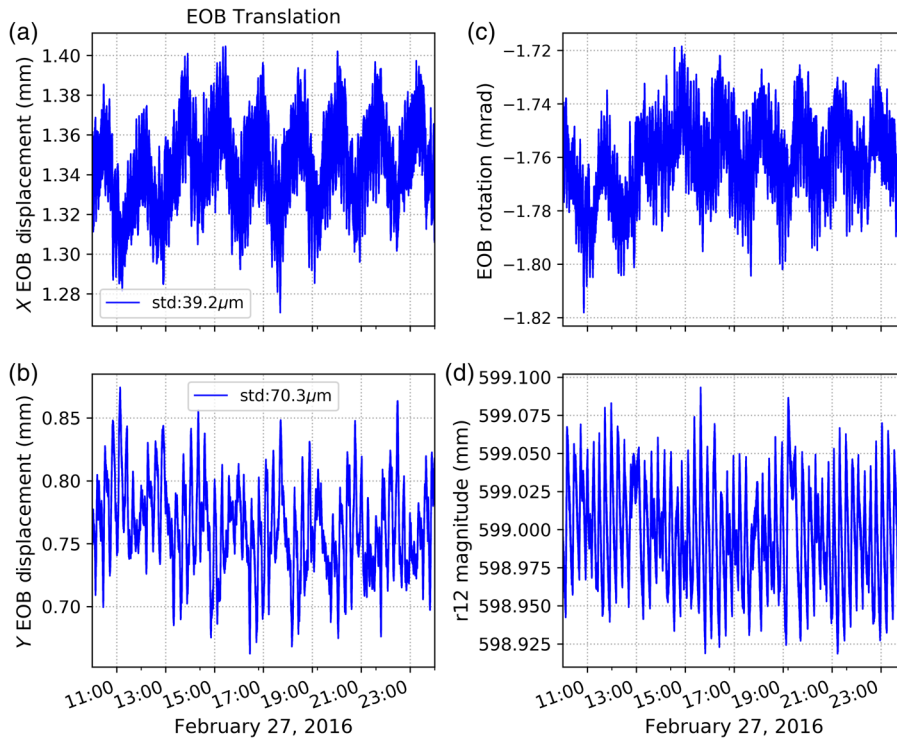 EOB Translation
(a)
X EOB displacement (mm)
1.40
1.38
1.36
1.34
1.32
1.30
1.28
std:39.2μm
(c)
EOB rotation (mrad)
−1.72
−1.74
−1.76
−1.78
−1.80
−1.82
(b)
Y EOB displacement (mm)
0.85
0.80
0.75
0.70
std:70.3μm
11:00 13:00 15:00 17:00 19:00 21:00 23:00
February 27, 2016
(d)
r12 magnitude (mm)
599.100
599.075
599.050
599.025
599.000
598.975
598.950
598.925
11:00 13:00 15:00 17:00 19:00 21:00 23:00
February 27, 2016